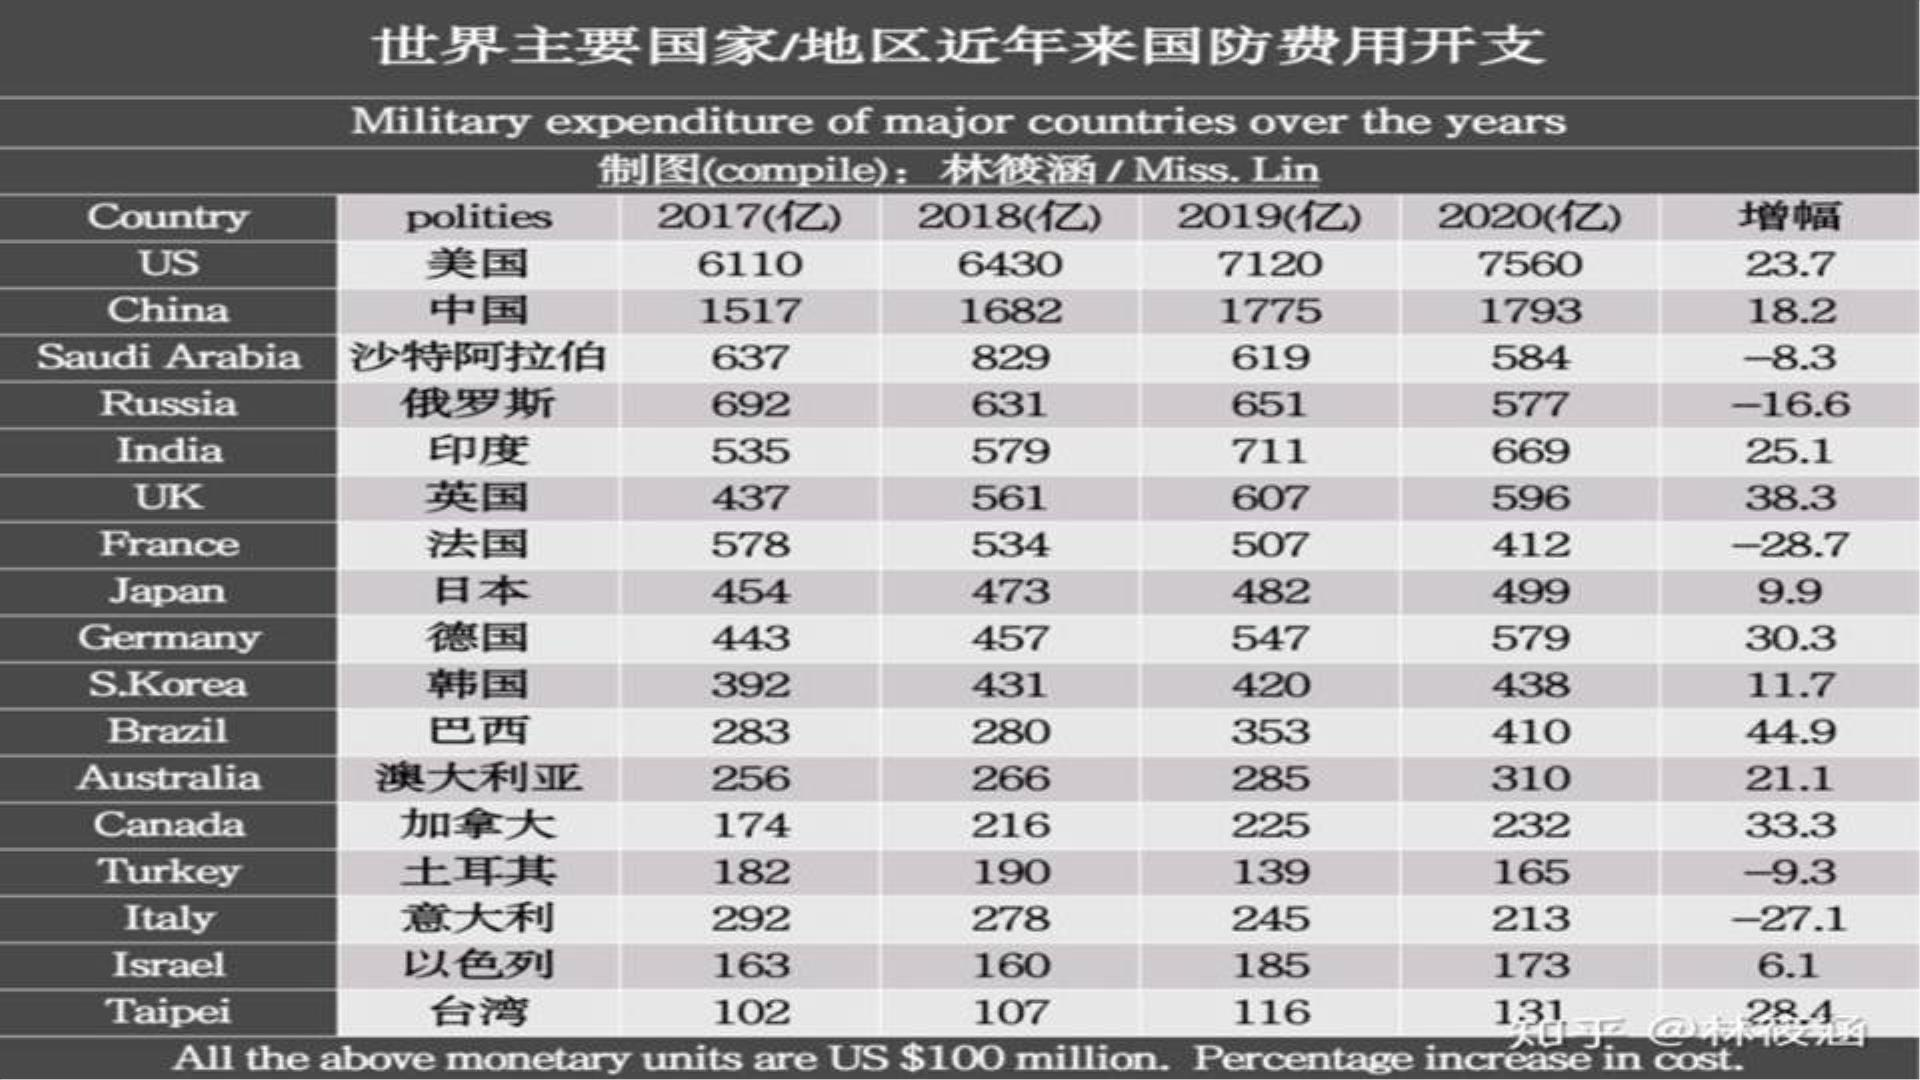 世界主要国家/地区近年来国防费用开支
Military expenditure of major countries over the years
制图(compile)：林筱涵 / Miss. Lin
Country polities 2017(亿) 2018(亿) 2019(亿) 2020(亿) 增幅
US 美国 6110 6430 7120 7560 23.7
China 中国 1517 1682 1775 1793 18.2
Saudi Arabia 沙特阿拉伯 637 829 619 584 −8.3
Russia 俄罗斯 692 631 651 577 −16.6
India 印度 535 579 711 669 25.1
UK 英国 437 561 607 596 38.3
France 法国 578 534 507 412 −28.7
Japan 日本 454 473 482 499 9.9
Germany 德国 443 457 547 579 30.3
S.Korea 韩国 392 431 420 438 11.7
Brazil 巴西 283 280 353 410 44.9
Australia 澳大利亚 256 266 285 310 21.1
Canada 加拿大 174 216 225 232 33.3
Turkey 土耳其 182 190 139 165 −9.3
Italy 意大利 292 278 245 213 −27.1
Israel 以色列 163 160 185 173 6.1
Taipei 台湾 102 107 116 131 28.4
知乎 @林筱涵
All the above monetary units are US $100 million. Percentage increase in cost.